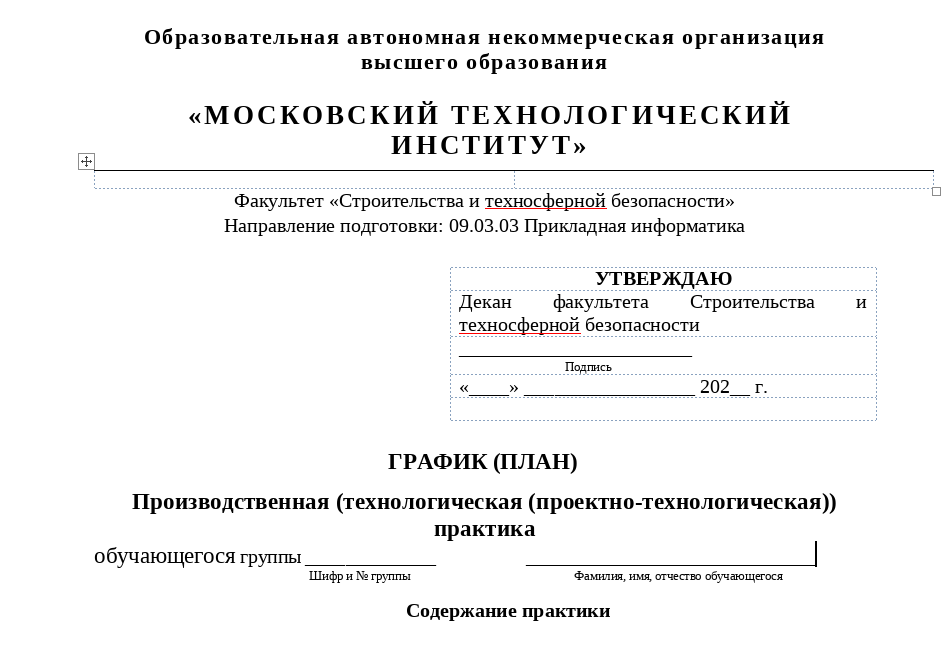 Образовательная автономная некоммерческая организация
высшего образования
«МОСКОВСКИЙ ТЕХНОЛОГИЧЕСКИЙ
ИНСТИТУТ»
Факультет «Строительства и техносферной безопасности»
Направление подготовки: 09.03.03 Прикладная информатика
УТВЕРЖДАЮ
Декан факультета Строительства и
техносферной безопасности
_______________________
Подпись
«____» _________________ 202__ г.
ГРАФИК (ПЛАН)
Производственная (технологическая (проектно-технологическая))
практика
обучающегося группы _____________ _____________________________
Шифр и № группы Фамилия, имя, отчество обучающегося
Содержание практики